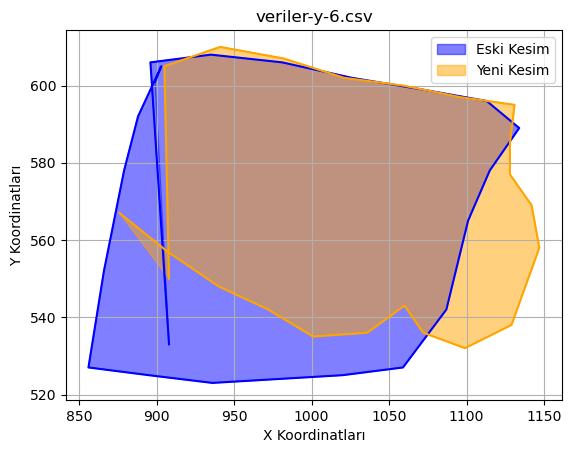 veriler-y-6.csv
Eski Kesim
Yeni Kesim
Y Koordinatları
600
580
560
540
520
850 900 950 1000 1050 1100 1150
X Koordinatları